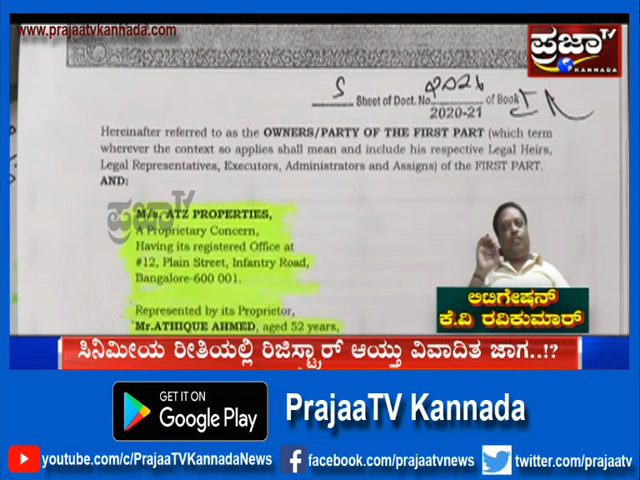 www.prajaatvkannada.com
ಪ್ರಜಾ TV
KANNADA
5 Sheet of Doc. No. of Book I
2020-21
Hereinafter referred to as the OWNERS/PARTY OF THE FIRST PART (which term
wherever the context so applies shall mean and include his respective Legal Heirs,
Legal Representatives, Executors, Administrators and Assigns) of the FIRST PART.
AND:
ಪ್ರಜಾ TV
M/s. ATZ PROPERTIES,
A Proprietary Concern,
Having its registered Office at
#12, Plain Street, Infantry Road,
Bangalore-600 001.
Represented by its Proprietor,
Mr.ATHIQUE AHMED, aged 52 years,
ಲಿಟಿಗೇಷನ್
ಕೆ.ವಿ ರವಿಕುಮಾರ್
ಸಿನಿಮೀಯ ರೀತಿಯಲ್ಲಿ ರಿಜಿಸ್ಟ್ರಾರ್ ಆಯ್ತು ವಿವಾದಿತ ಜಾಗ..!?
GET IT ON
Google Play
PrajaaTV Kannada
youtube.com/c/PrajaaTVKannadaNews
facebook.com/prajaatvnews
twitter.com/prajaatv